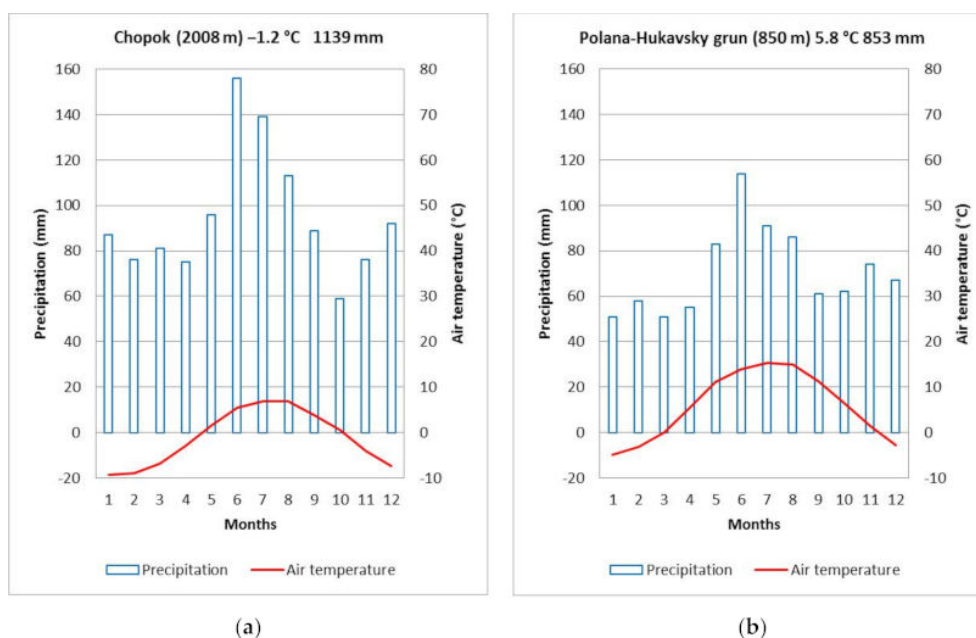 Chopok (2008 m) –1.2 °C 1139 mm
160
140
120
100
80
60
40
20
0
-20
Precipitation (mm)
80
70
60
50
40
30
20
10
0
-10
Air temperature (°C)
1 2 3 4 5 6 7 8 9 10 11 12
Months
Precipitation Air temperature
(a)
Polana-Hukavsky grun (850 m) 5.8 °C 853 mm
160
140
120
100
80
60
40
20
0
-20
Precipitation (mm)
80
70
60
50
40
30
20
10
0
-10
Air temperature (°C)
1 2 3 4 5 6 7 8 9 10 11 12
Months
Precipitation Air temperature
(b)